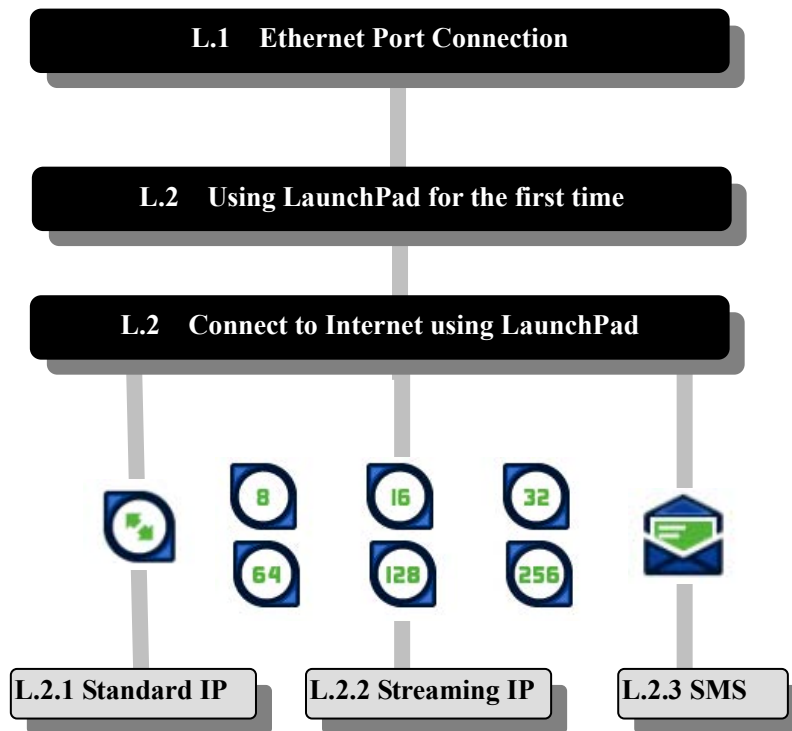 L.1 Ethernet Port Connection
L.2 Using LaunchPad for the first time
L.2 Connect to Internet using LaunchPad
8 16 32
64 128 256
L.2.1 Standard IP L.2.2 Streaming IP L.2.3 SMS